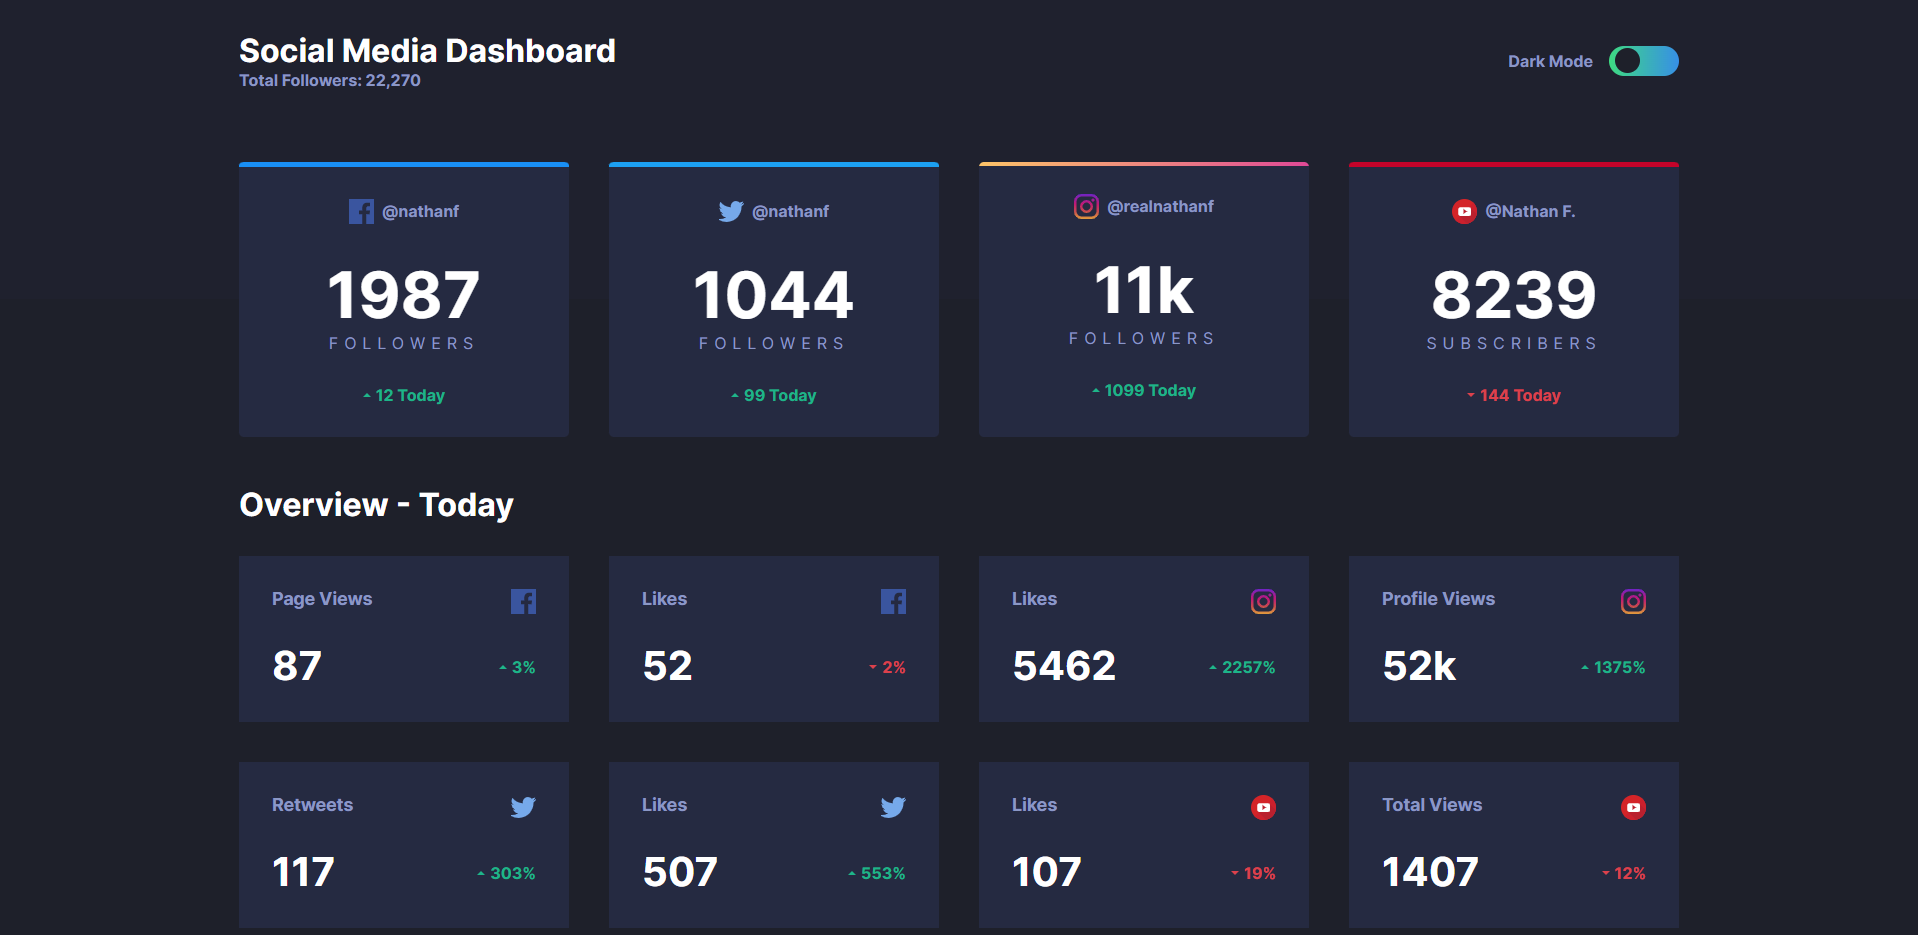 Social Media Dashboard
Total Followers: 22,270
Dark Mode
@nathanf
1987
FOLLOWERS
12 Today
@nathanf
1044
FOLLOWERS
99 Today
@realnathanf
11k
FOLLOWERS
1099 Today
@Nathan F.
8239
SUBSCRIBERS
144 Today
Overview - Today
Page Views
87
3%
Likes
52
2%
Likes
5462
2257%
Profile Views
52k
1375%
Retweets
117
303%
Likes
507
553%
Likes
107
19%
Total Views
1407
12%